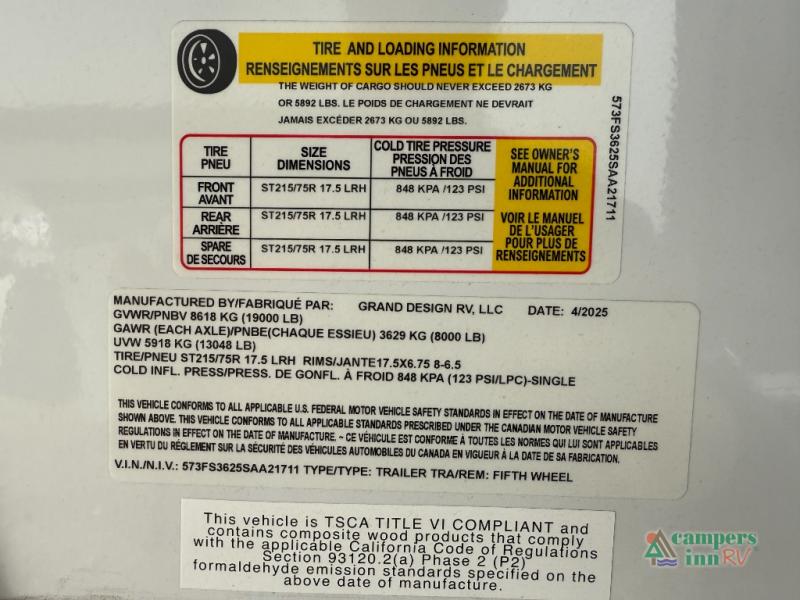 TIRE AND LOADING INFORMATION
RENSEIGNEMENTS SUR LES PNEUS ET LE CHARGEMENT
THE WEIGHT OF CARGO SHOULD NEVER EXCEED 2673 KG
OR 5892 LBS. LE POIDS DE CHARGEMENT NE DEVRAIT
JAMAIS EXCÉDER 2673 KG OU 5892 LBS.
TIRE
PNEU
SIZE
DIMENSIONS
COLD TIRE PRESSURE
PRESSION DES
PNEUS À FROID
FRONT
AVANT
ST215/75R 17.5 LRH
848 KPA /123 PSI
REAR
ARRIÈRE
ST215/75R 17.5 LRH
848 KPA /123 PSI
SPARE
DE SECOURS
ST215/75R 17.5 LRH
848 KPA /123 PSI
SEE OWNER'S
MANUAL FOR
ADDITIONAL
INFORMATION
VOIR LE MANUEL
DE L'USAGER
POUR PLUS DE
RENSEIGNEMENTS
573FS3625SAA21711
MANUFACTURED BY/FABRIQUÉ PAR: GRAND DESIGN RV, LLC DATE: 4/2025
GVWR/PNBV 8618 KG (19000 LB)
GAWR (EACH AXLE)/PNBE(CHAQUE ESSIEU) 3629 KG (8000 LB)
UVW 5918 KG (13048 LB)
TIRE/PNEU ST215/75R 17.5 LRH RIMS/JANTE17.5X6.75 8-6.5
COLD INFL. PRESS/PRESS. DE GONFL. À FROID 848 KPA (123 PSI/LPC)-SINGLE
THIS VEHICLE CONFORMS TO ALL APPLICABLE U.S. FEDERAL MOTOR VEHICLE SAFETY STANDARDS IN EFFECT ON THE DATE OF MANUFACTURE
SHOWN ABOVE. THIS VEHICLE CONFORMS TO ALL APPLICABLE STANDARDS PRESCRIBED UNDER THE CANADIAN MOTOR VEHICLE SAFETY
REGULATIONS IN EFFECT ON THE DATE OF MANUFACTURE. ~ CE VÉHICULE EST CONFORME À TOUTES LES NORMES QUI LUI SONT APPLICABLES
EN VERTU DU RÉGLEMENT SUR LA SÉCURITÉ DES VÉHICULES AUTOMOBILES DU CANADA EN VIGUEUR À LA DATE DE SA FABRICATION.
V.I.N./N.I.V.: 573FS3625SAA21711 TYPE/TYPE: TRAILER TRA/REM: FIFTH WHEEL
This vehicle is TSCA TITLE VI COMPLIANT and
contains composite wood products that comply
with the applicable California Code of Regulations
Section 93120.2(a) Phase 2 (P2)
formaldehyde emission standards specified on the
above date of manufacture.
campers
inn RV